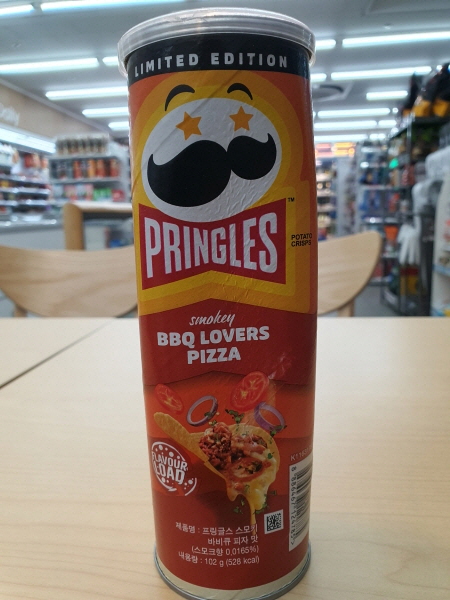 LIMITED EDITION
PRINGLES
TM
POTATO
CRISPS
smokey
BBQ LOVERS
PIZZA
FLAVOUR
LOAD
제품명 : 프링글스 스모키
바비큐 피자 맛
(스모크향 0.0165%)
내용량 : 102 g (526 kcal)